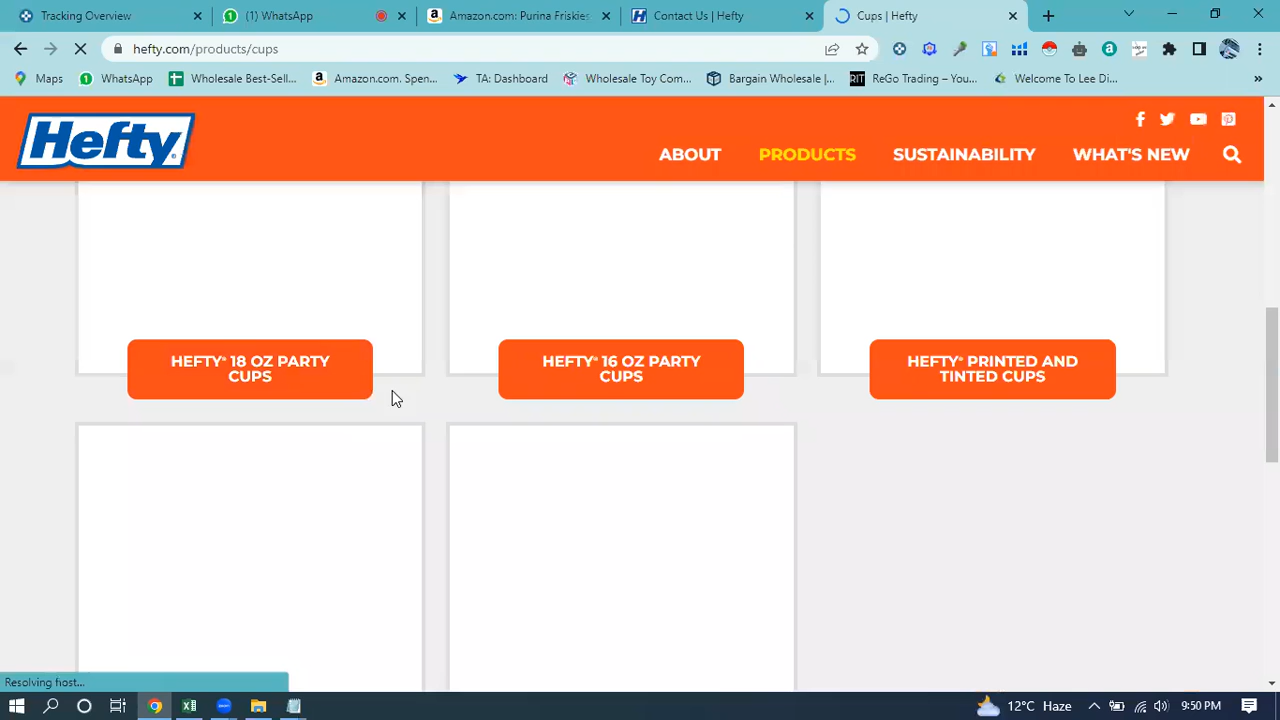 Tracking Overview
(1) WhatsApp
Amazon.com: Purina Friskies
Contact Us | Hefty
Cups | Hefty
hefty.com/products/cups
Maps
WhatsApp
Wholesale Best-Sell...
Amazon.com. Spen...
TA: Dashboard
Wholesale Toy Com...
Bargain Wholesale |...
RIT
ReGo Trading – You...
Welcome To Lee Di...
»
Hefty
ABOUT
PRODUCTS
SUSTAINABILITY
WHAT'S NEW
HEFTY® 18 OZ PARTY
CUPS
HEFTY® 16 OZ PARTY
CUPS
HEFTY® PRINTED AND
TINTED CUPS
Resolving host...
12°C Haze
9:50 PM